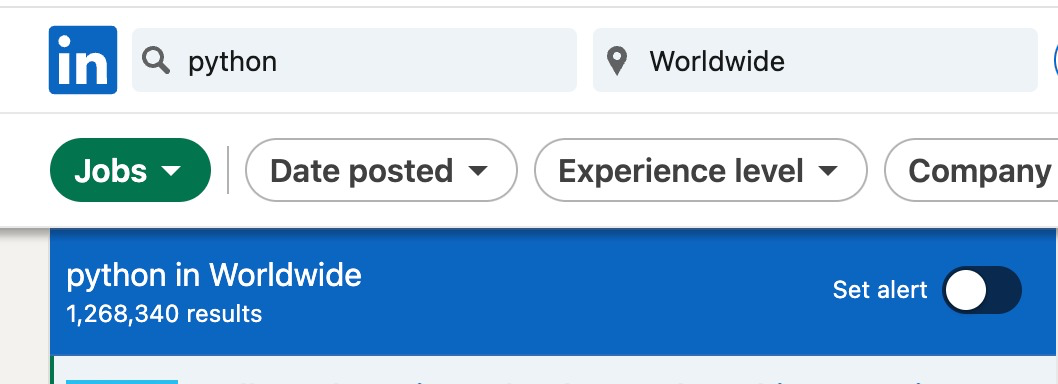 in python Worldwide
Jobs Date posted Experience level Company
python in Worldwide
Set alert
1,268,340 results